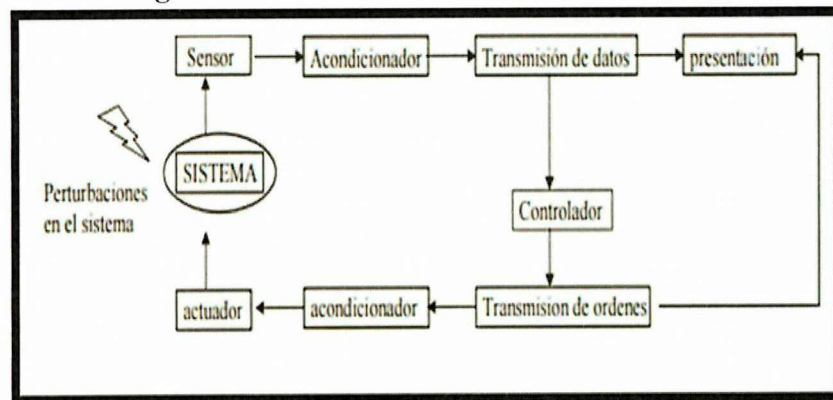 Sensor
Acondicionador
Transmisión de datos
presentación
SISTEMA
Perturbaciones
en el sistema
Controlador
actuador
acondicionador
Transmision de ordenes